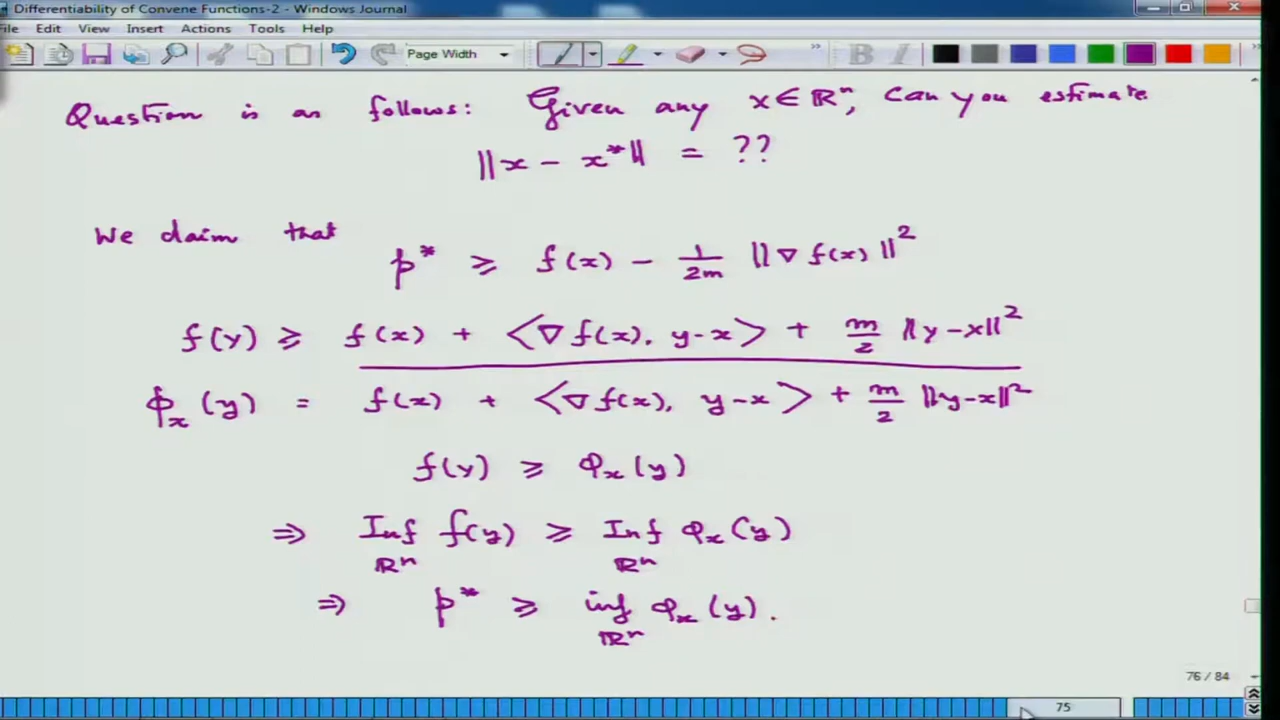 Differentiability of Convene Functions-2 - Windows Journal
File Edit View Insert Actions Tools Help
Page Width B I
Question is as follows: Given any x ∈ ℝⁿ, can you estimate
||x - x*|| = ??
We claim that
p* ≥ f(x) - 1/2m ||∇f(x)||²
f(y) ≥ f(x) + <∇f(x), y-x> + m/2 ||y-x||²
φₓ(y) = f(x) + <∇f(x), y-x> + m/2 ||y-x||²
f(y) ≥ φₓ(y)
⇒ Inf f(y) ≥ Inf φₓ(y)
ℝⁿ ℝⁿ
⇒ p* ≥ inf φₓ(y).
ℝⁿ
76 / 84
75